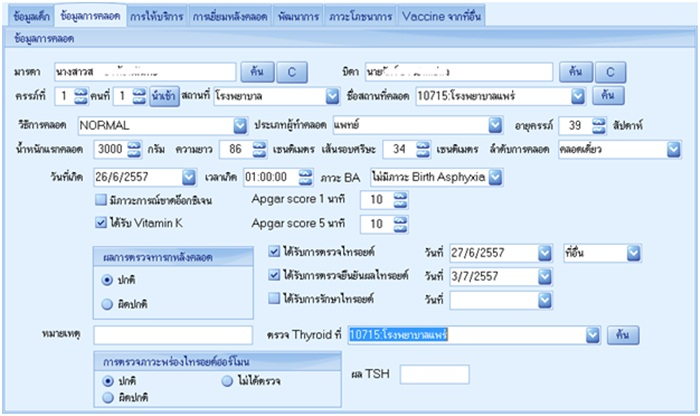 ข้อมูลเด็ก ข้อมูลการคลอด การให้บริการ การเยี่ยมหลังคลอด พัฒนาการ ภาวะโภชนาการ Vaccine จากที่อื่น
ข้อมูลการคลอด
มารดา นางสาวส ค้น C บิดา นาย ค้น C
ครรภ์ที่ 1 คนที่ 1 นำเข้า สถานที่ โรงพยาบาล ชื่อสถานที่คลอด 10715:โรงพยาบาลแพร่ ค้น
วิธีการคลอด NORMAL ประเภทผู้ทำคลอด แพทย์ อายุครรภ์ 39 สัปดาห์
น้ำหนักแรกคลอด 3000 กรัม ความยาว 86 เซนติเมตร เส้นรอบศรีษะ 34 เซนติเมตร ลำดับการคลอด คลอดเดี่ยว
วันที่เกิด 26/6/2557 เวลาเกิด 01:00:00 ภาวะ BA ไม่มีภาวะ Birth Asphyxia
มีภาวะการณ์ขาดอ๊อกซิเจน Apgar score 1 นาที 10
ได้รับ Vitamin K Apgar score 5 นาที 10
ผลการตรวจทารกหลังคลอด
ปกติ
ผิดปกติ
ได้รับการตรวจไทรอยด์ วันที่ 27/6/2557 ที่อื่น
ได้รับการตรวจยืนยันผลไทรอยด์ วันที่ 3/7/2557
ได้รับการรักษาไทรอยด์ วันที่
หมายเหตุ ตรวจ Thyroid ที่ 10715:โรงพยาบาลแพร่ ค้น
การตรวจภาวะพร่องไทรอยด์ฮอร์โมน
ปกติ ไม่ได้ตรวจ
ผิดปกติ
ผล TSH